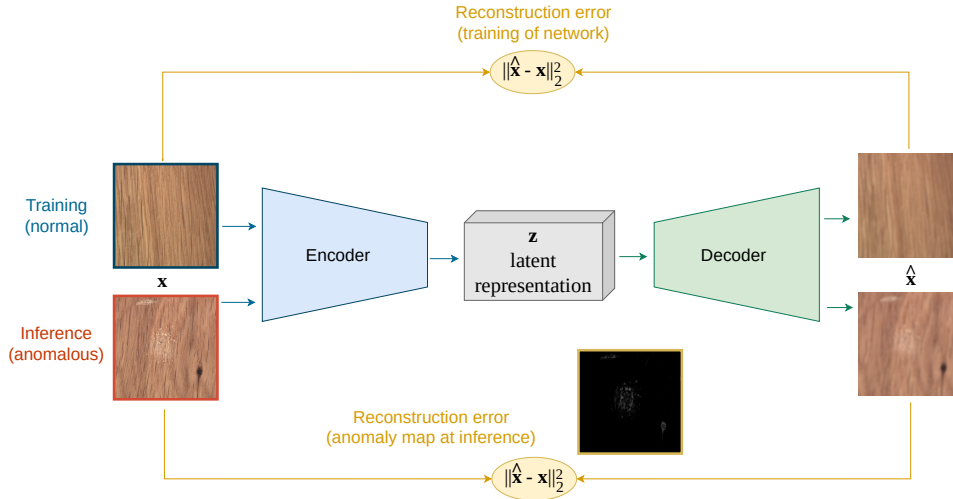 Reconstruction error
(training of network)
||x̂ - x||₂²
Training
(normal)
Encoder
z
latent
representation
Decoder
x
x̂
Inference
(anomalous)
Reconstruction error
(anomaly map at inference)
||x̂ - x||₂²